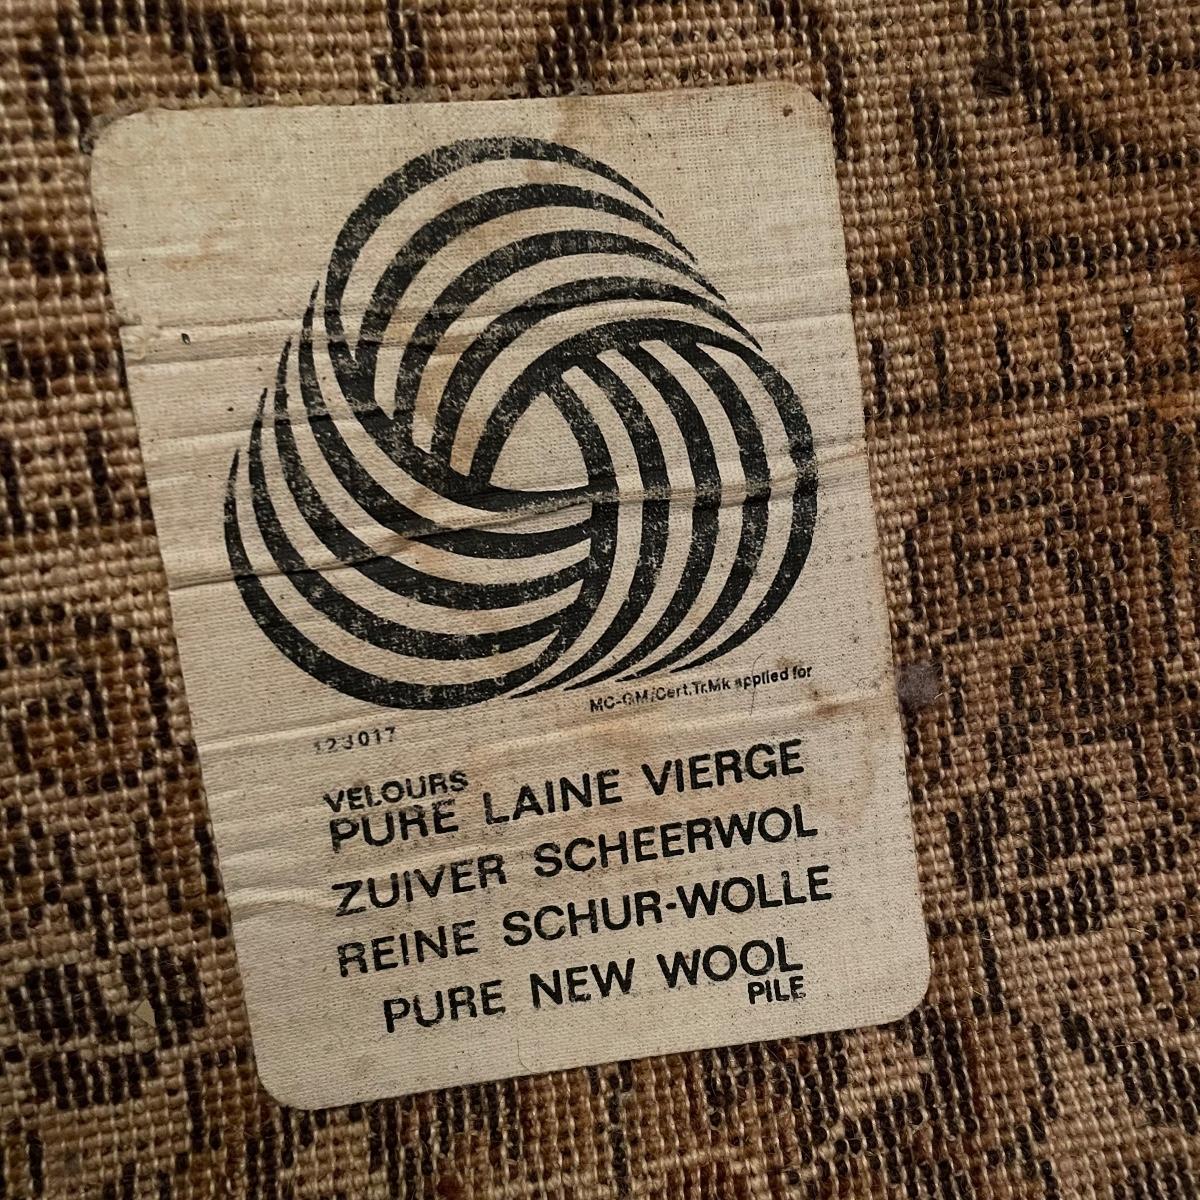 MC-GM/Cert.Tr.Mk applied for
123017
VELOURS
PURE LAINE VIERGE
ZUIVER SCHEERWOL
REINE SCHUR-WOLLE
PURE NEW WOOL
PILE